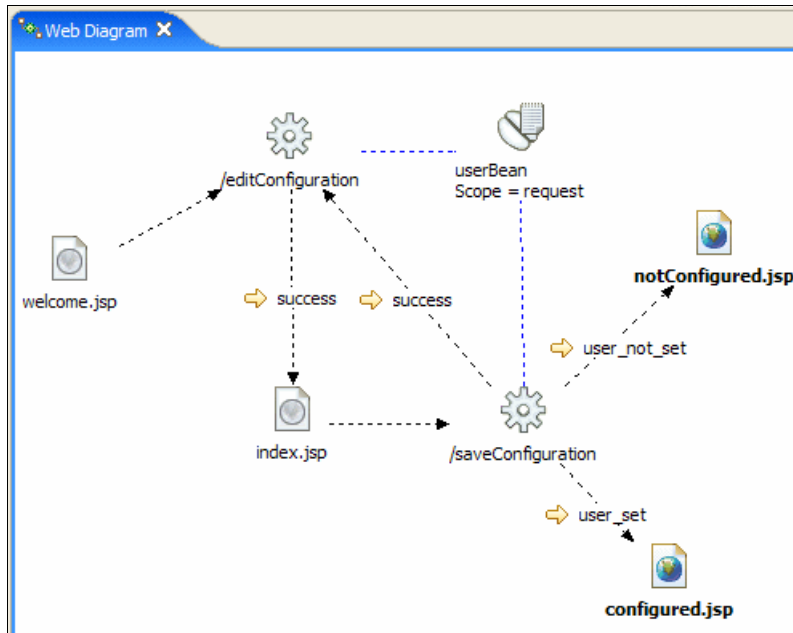 Web Diagram
/editConfiguration
userBean
Scope = request
notConfigured.jsp
welcome.jsp
success
success
user_not_set
index.jsp
/saveConfiguration
user_set
configured.jsp